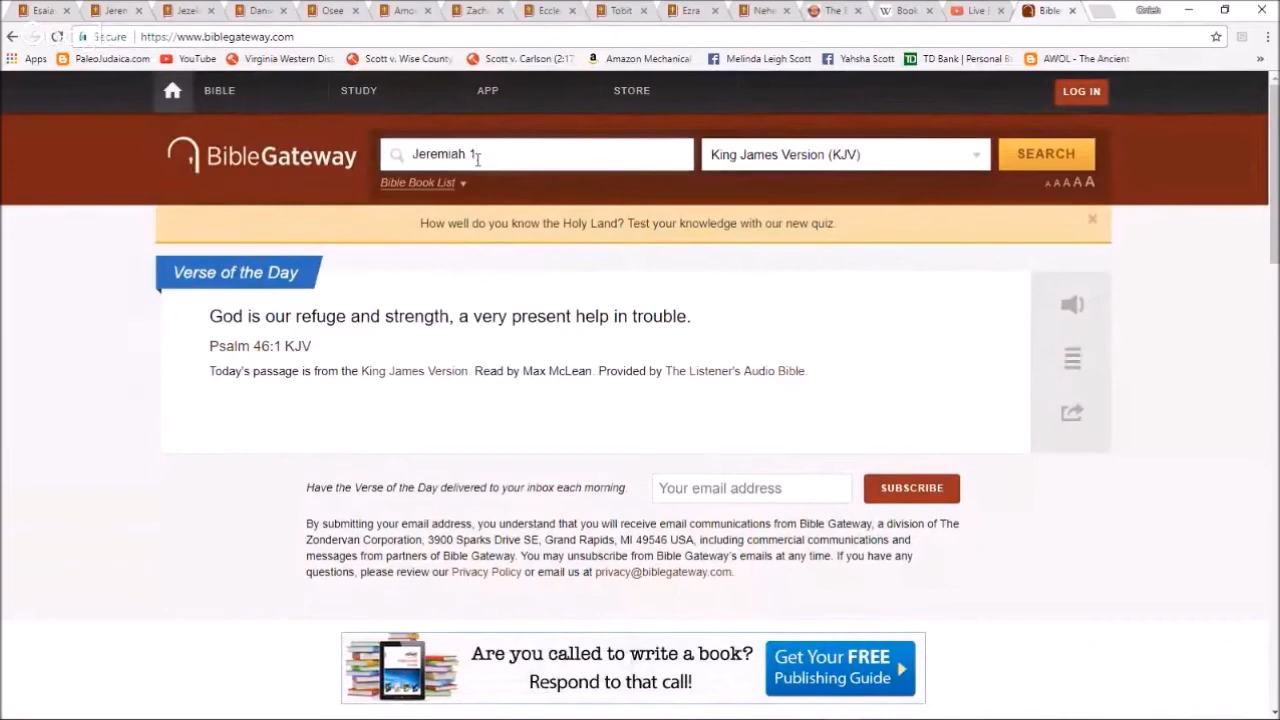 Esaia Jerem Jezek Danie Osee Amos Zach Eccle Tobit Ezra Nehe The Book Live Bible
Secure https://www.biblegateway.com
Apps PaleoJudaica.com YouTube Virginia Western Di Scott v. Wise County Scott v. Carlson (2:17 Amazon Mechanical Melinda Leigh Scott Yahsha Scott TD Bank | Personal B AWOL - The Ancient »
BIBLE STUDY APP STORE LOG IN
BibleGateway Jeremiah 1 King James Version (KJV) SEARCH
Bible Book List A A A A A
How well do you know the Holy Land? Test your knowledge with our new quiz.
Verse of the Day
God is our refuge and strength, a very present help in trouble.
Psalm 46:1 KJV
Today's passage is from the King James Version. Read by Max McLean. Provided by The Listener's Audio Bible.
Have the Verse of the Day delivered to your inbox each morning. Your email address SUBSCRIBE
By submitting your email address, you understand that you will receive email communications from Bible Gateway, a division of The
Zondervan Corporation, 3900 Sparks Drive SE, Grand Rapids, MI 49546 USA, including commercial communications and
messages from partners of Bible Gateway. You may unsubscribe from Bible Gateway's emails at any time. If you have any
questions, please review our Privacy Policy or email us at privacy@biblegateway.com.
Are you called to write a book?
Respond to that call!
Get Your FREE
Publishing Guide